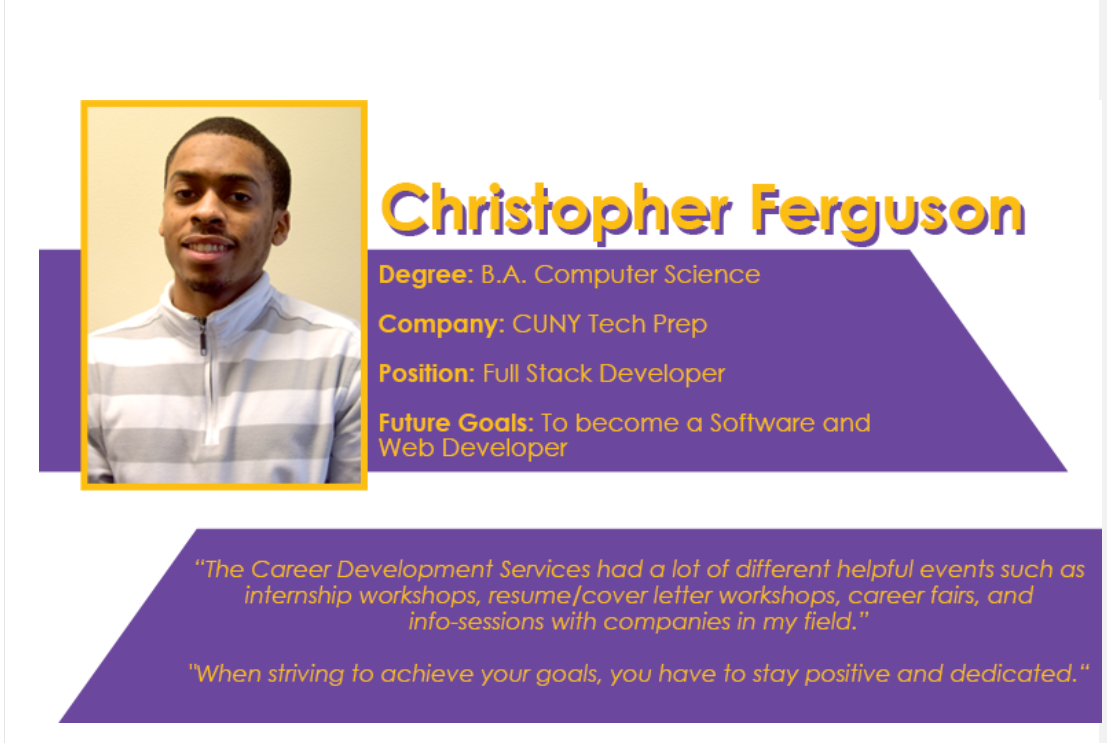 Christopher Ferguson
Degree: B.A. Computer Science
Company: CUNY Tech Prep
Position: Full Stack Developer
Future Goals: To become a Software and
Web Developer
“The Career Development Services had a lot of different helpful events such as
internship workshops, resume/cover letter workshops, career fairs, and
info-sessions with companies in my field.”
"When striving to achieve your goals, you have to stay positive and dedicated.“